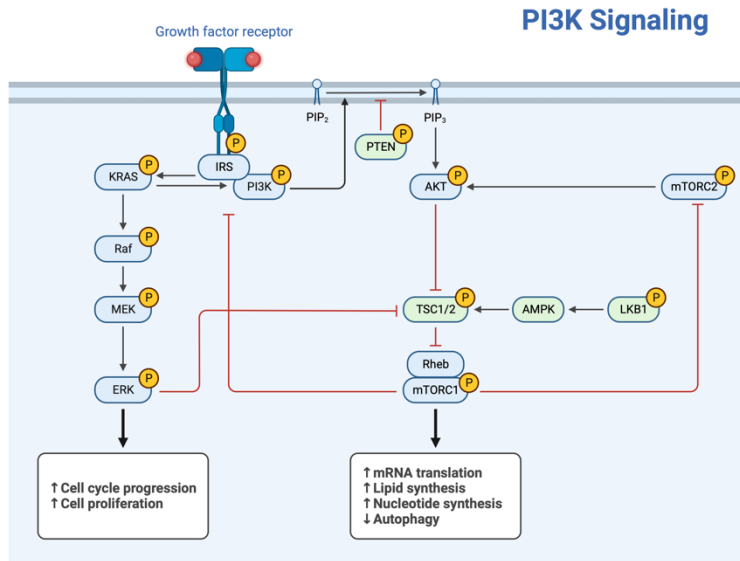 PI3K Signaling
Growth factor receptor
PIP₂
PIP₃
PTEN
P
P
IRS
P
KRAS
P
PI3K
P
AKT
P
mTORC2
P
Raf
P
MEK
P
TSC1/2
P
AMPK
LKB1
P
Rheb
ERK
P
mTORC1
P
↑ Cell cycle progression
↑ Cell proliferation
↑ mRNA translation
↑ Lipid synthesis
↑ Nucleotide synthesis
↓ Autophagy